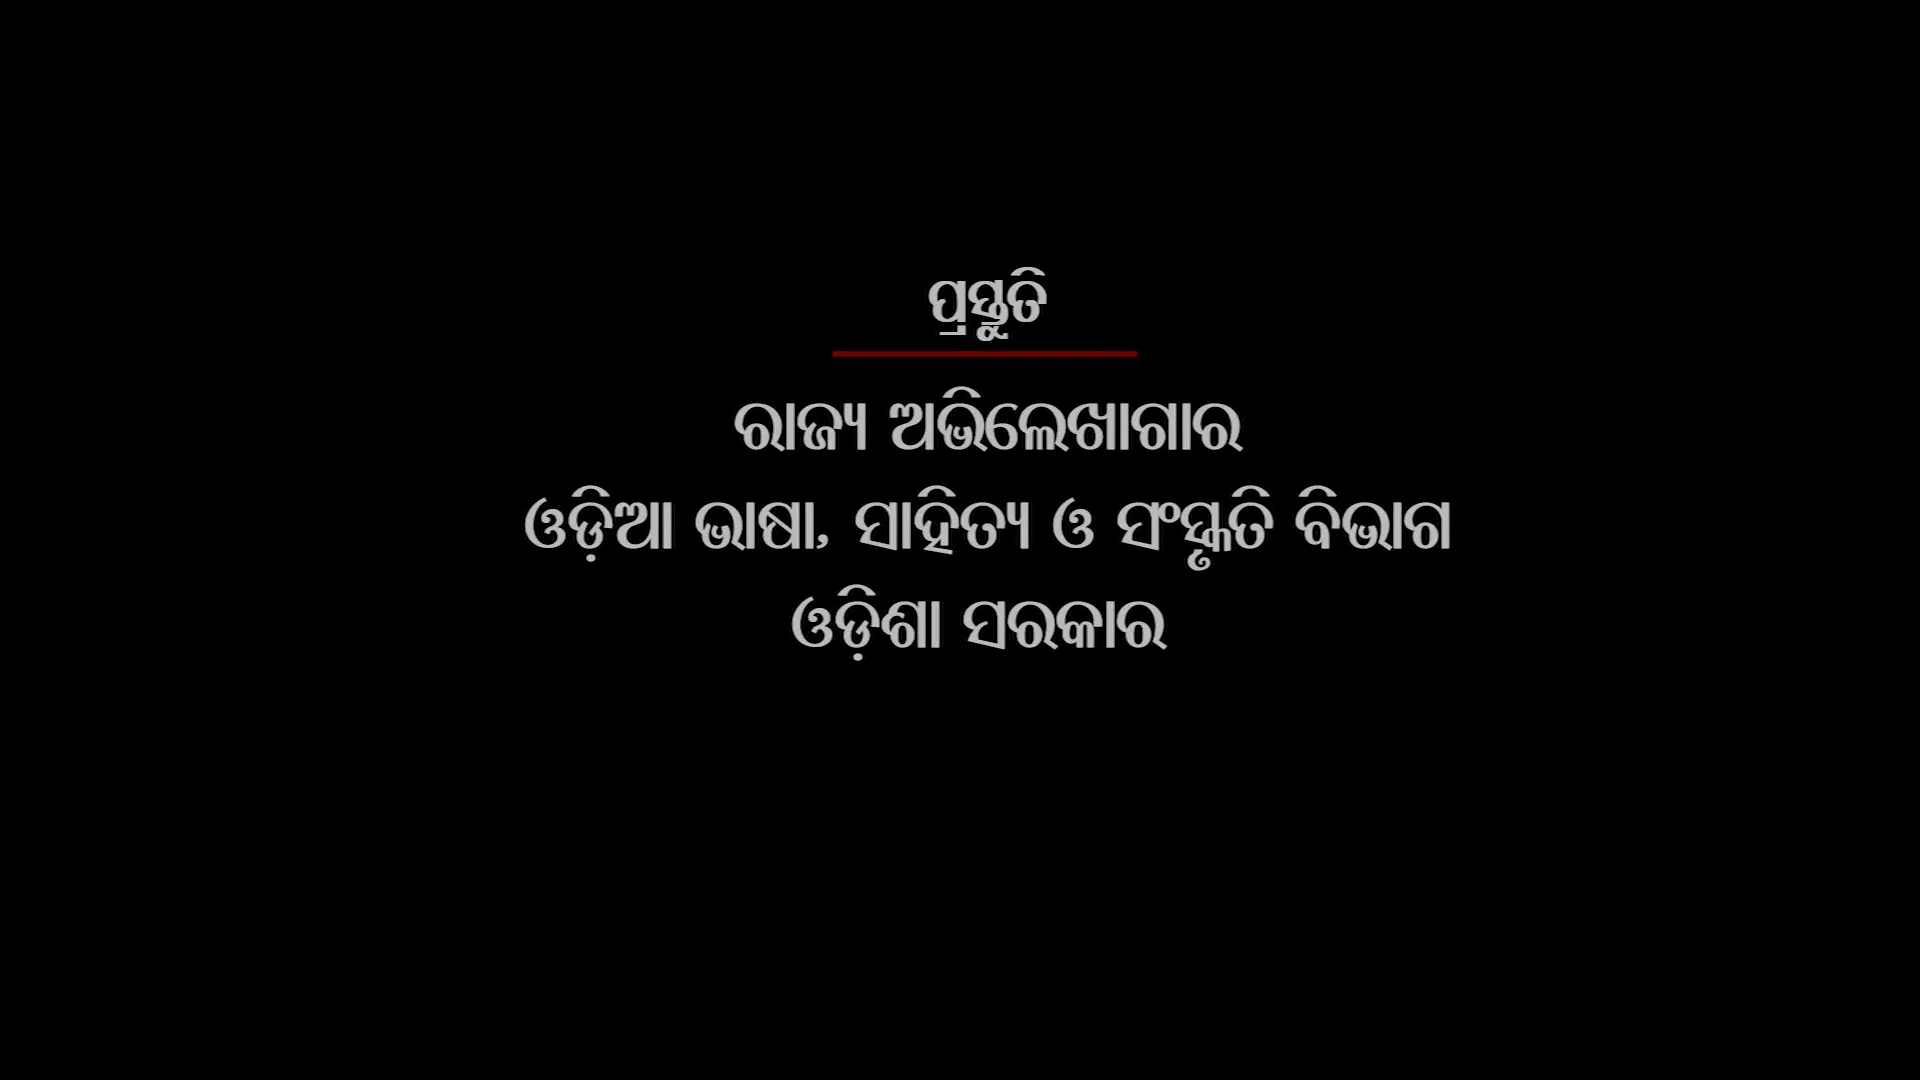 ପ୍ରସ୍ତୁତି
ରାଜ୍ୟ ଅଭିଲେଖାଗାର
ଓଡ଼ିଆ ଭାଷା, ସାହିତ୍ୟ ଓ ସଂସ୍କୃତି ବିଭାଗ
ଓଡ଼ିଶା ସରକାର